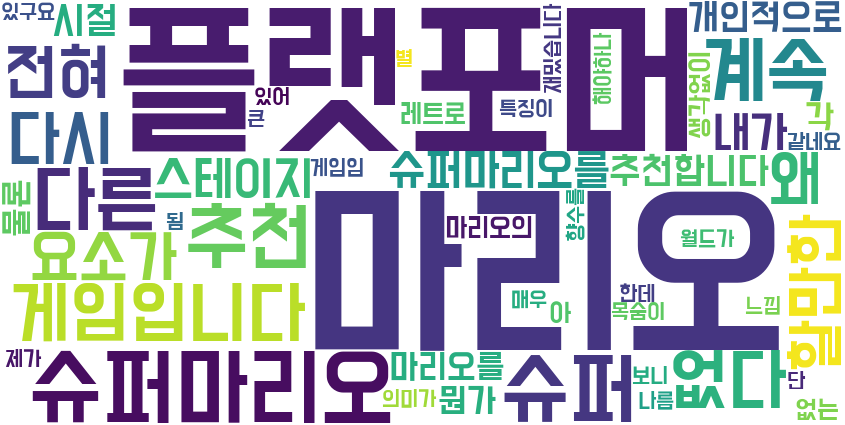 있구요
시절
플랫포머
별
재밌습니다
해야하나
개인적으로
전혀
있어
큰
레트로
특징이
생각없이
계속
각
다시
내가
같네요
물론
다른
스테이지
게임임
슈퍼마리오를
추천합니다
왜
됨
추천
마리오의
향수를
마리오
월드가
할만한
요소가
게임입니다
매우
아
한데
목숨이
느낌
제가
슈퍼마리오
마리오를
의미가
뭔가
슈퍼
보니
나름
없다
단
없는